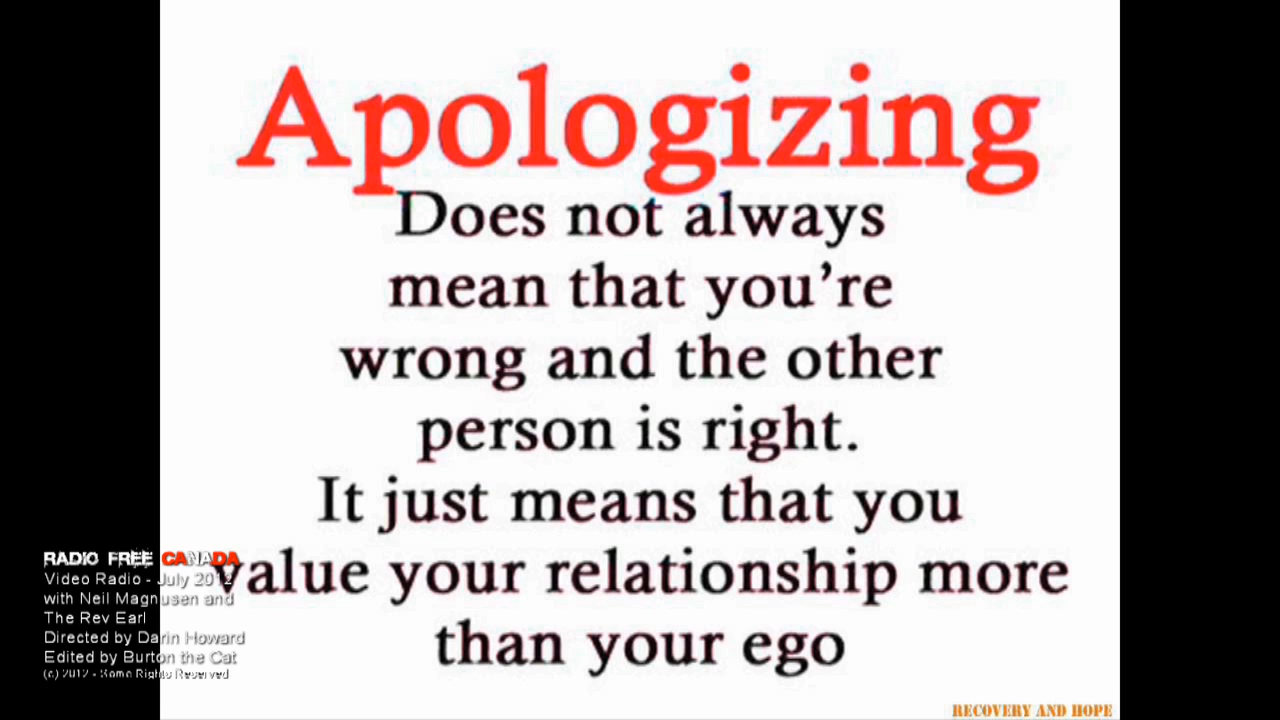 Apologizing
Does not always
mean that you're
wrong and the other
person is right.
It just means that you
value your relationship more
than your ego
RADIO FREE CANADA
Video Radio - July 2012
with Neil Magnusen and
The Rev Earl
Directed by Darin Howard
Edited by Burton the Cat
(c) 2012 - Some Rights Reserved
RECOVERY AND HOPE